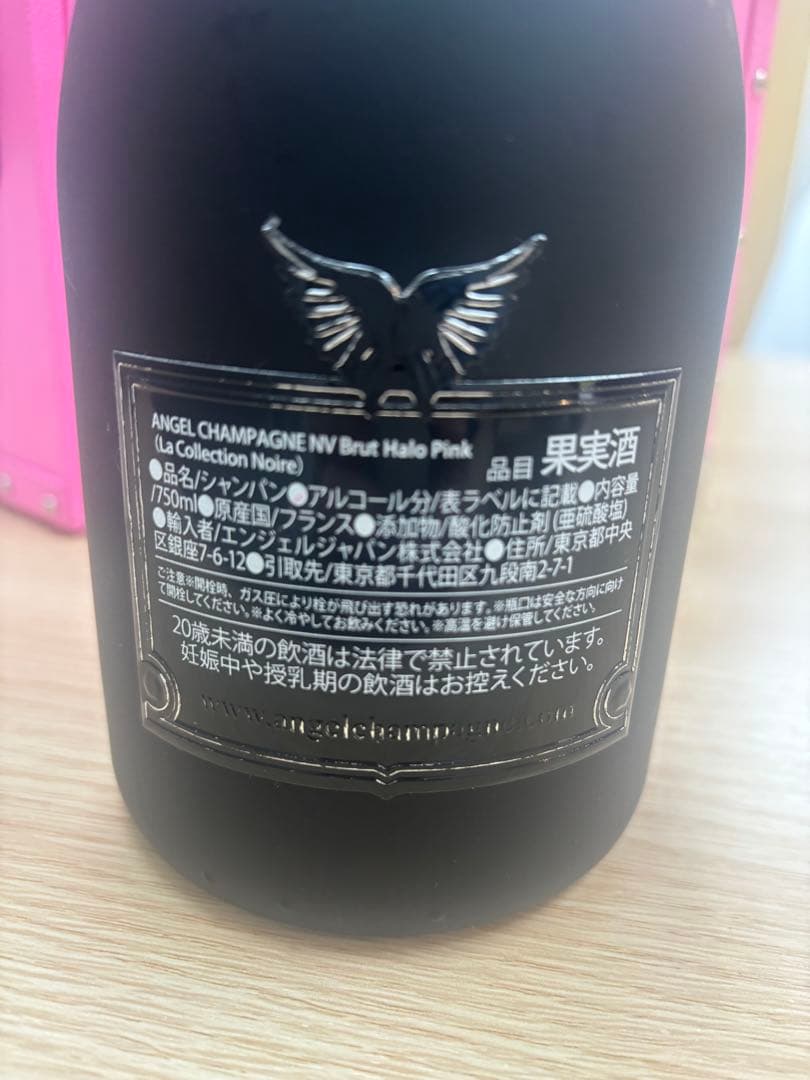 ANGEL CHAMPAGNE NV Brut Halo Pink
(La Collection Noire)
品目 果実酒
●品名/シャンパン●アルコール分/表ラベルに記載●内容量
/750ml●原産国/フランス●添加物/酸化防止剤(亜硫酸塩)
●輸入者/エンジェルジャパン株式会社●住所/東京都中央
区銀座7-6-12●引取先/東京都千代田区九段南2-7-1
ご注意※開栓時、ガス圧により栓が飛び出す恐れがあります。※瓶口は安全な方向に向け
て開栓してください。※よく冷やしてお飲みください。※高温を避け保管してください。
20歳未満の飲酒は法律で禁止されています。
妊娠中や授乳期の飲酒はお控えください。
www.angelchampagne.com